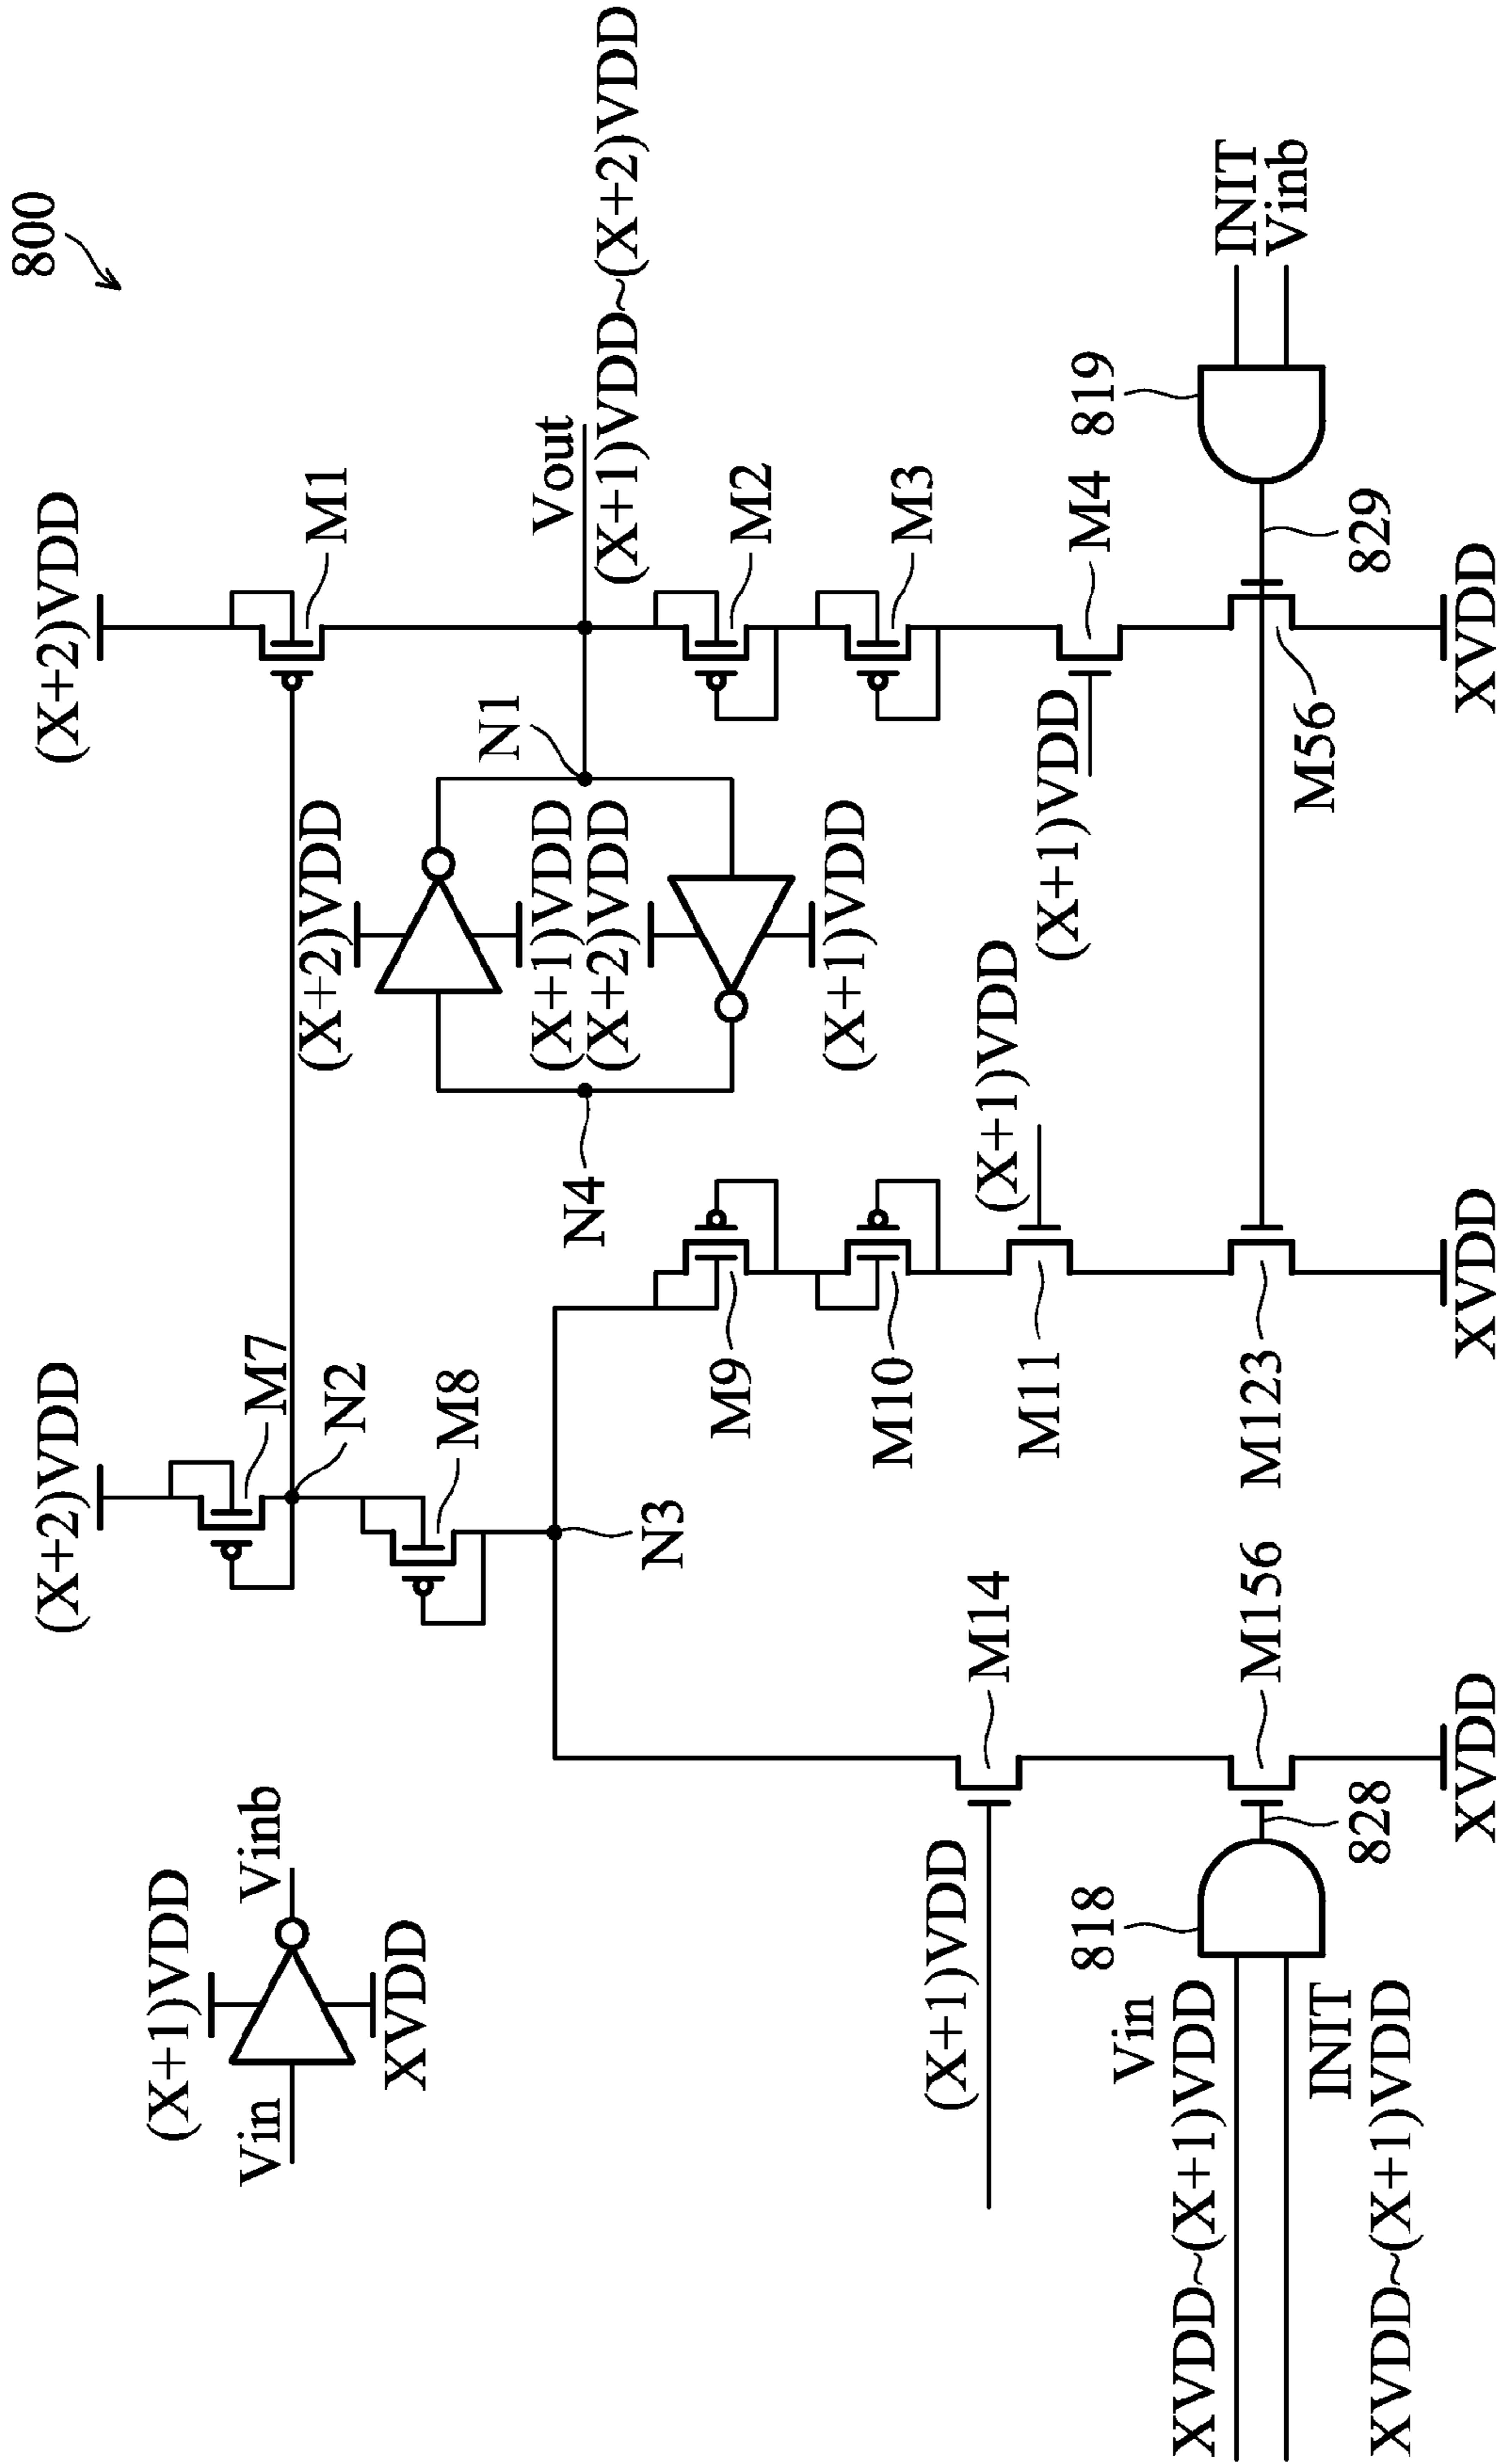 800
(X+2)VDD
(X+2)VDD
M1
M7
N2
(X+1)VDD
Vin
Vinb
XVDD
M8
(X+2)VDD
(X+1)VDD
N1
Vout
(X+1)VDD~(X+2)VDD
(X+2)VDD
(X+1)VDD
N4
N3
M2
M9
M3
M10
(X+1)VDD
M14
(X+1)VDD
M11
(X+1)VDD
M4
818
819
Vin
XVDD~(X+1)VDD
INIT
XVDD~(X+1)VDD
828
M156
M123
M56
829
INIT
Vinb
XVDD
XVDD
XVDD